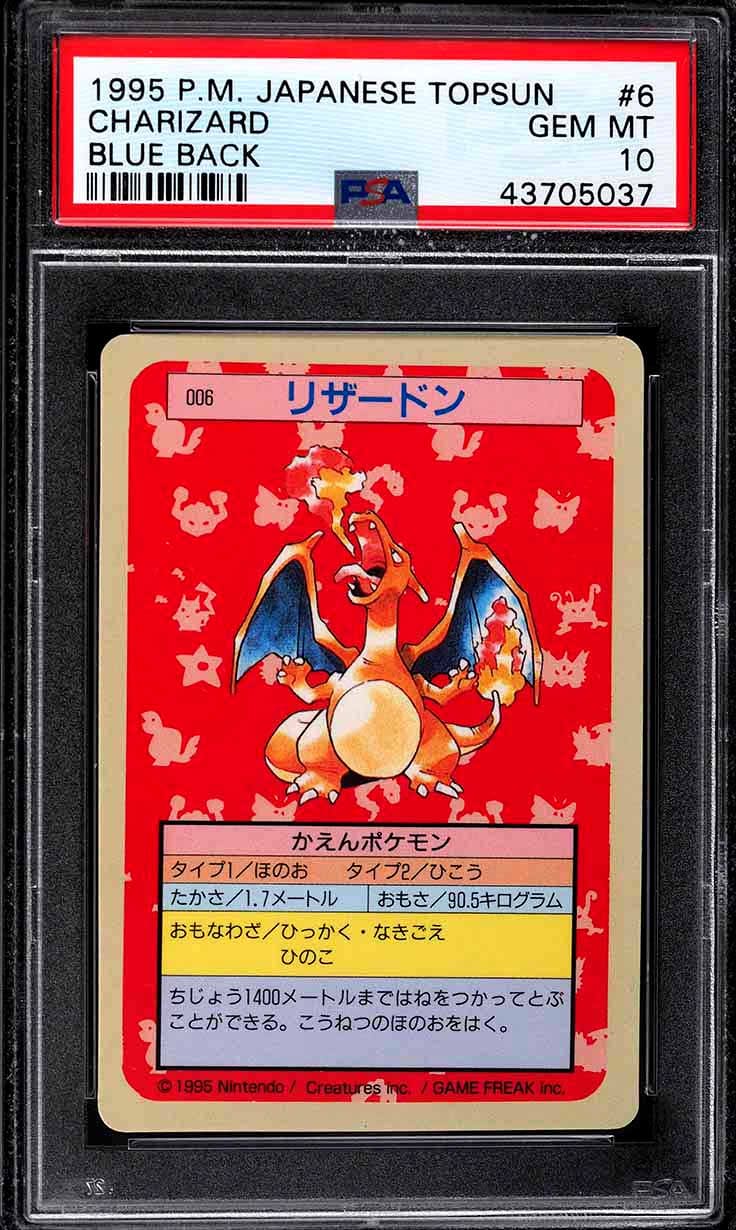 1995 P.M. JAPANESE TOPSUN #6
CHARIZARD GEM MT
BLUE BACK 10
PSA 43705037
006 リザードン
かえんポケモン
タイプ1/ほのお タイプ2/ひこう
たかさ/1.7メートル おもさ/90.5キログラム
おもなわざ/ひっかく・なきごえ
ひのこ
ちじょう1400メートルまではねをつかってとぶ
ことができる。こうねつのほのおをはく。
©1995 Nintendo / Creatures inc. / GAME FREAK inc.
PSA